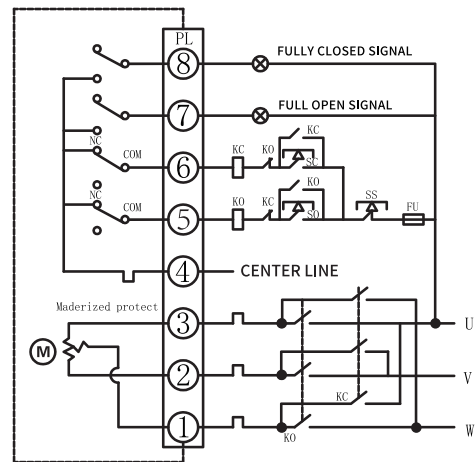 PL
8 FULLY CLOSED SIGNAL
7 FULL OPEN SIGNAL
KC
NC
COM 6 KC KO SC
KO
NC
COM 5 KO KC SO SS FU
4 CENTER LINE
Maderized protect
3 U
M
2 V
KC
1 W
KO